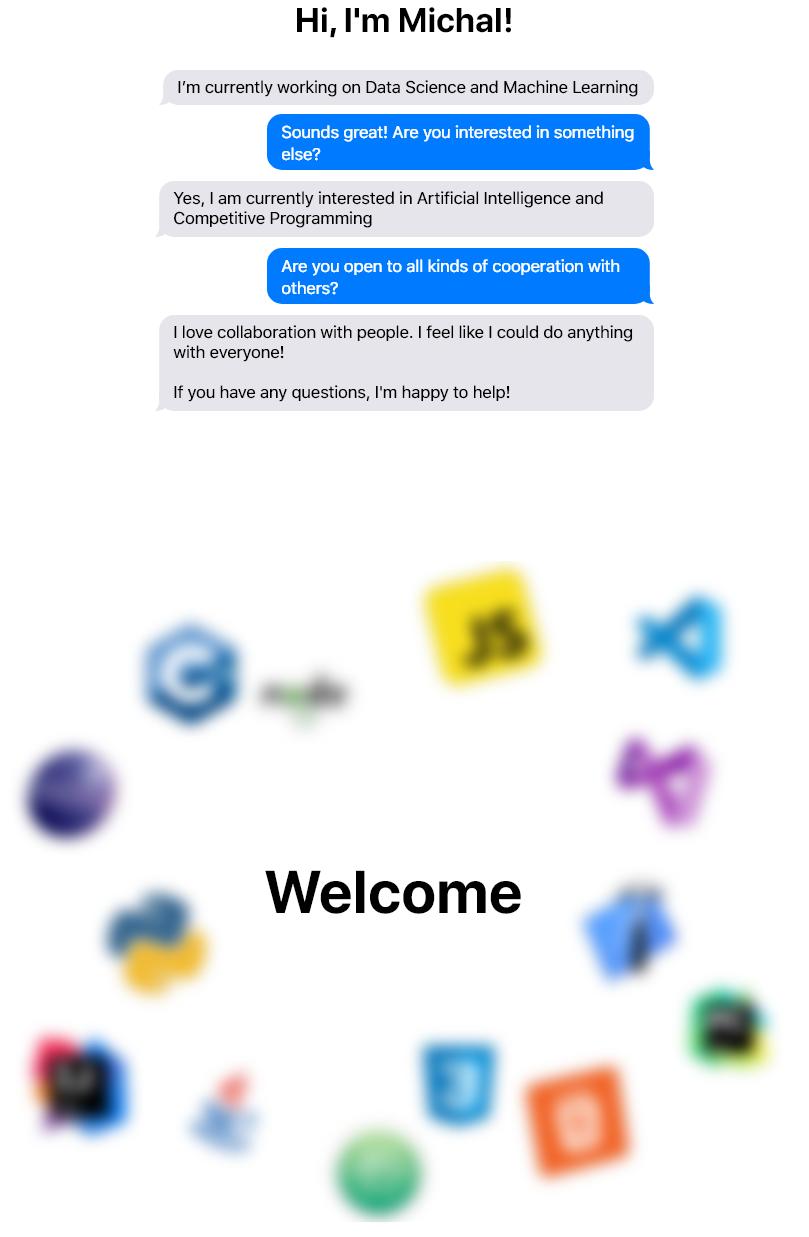 Hi, I'm Michal!
I’m currently working on Data Science and Machine Learning
Sounds great! Are you interested in something
else?
Yes, I am currently interested in Artificial Intelligence and
Competitive Programming
Are you open to all kinds of cooperation with
others?
I love collaboration with people. I feel like I could do anything
with everyone!
If you have any questions, I'm happy to help!
JS
C
node
Welcome